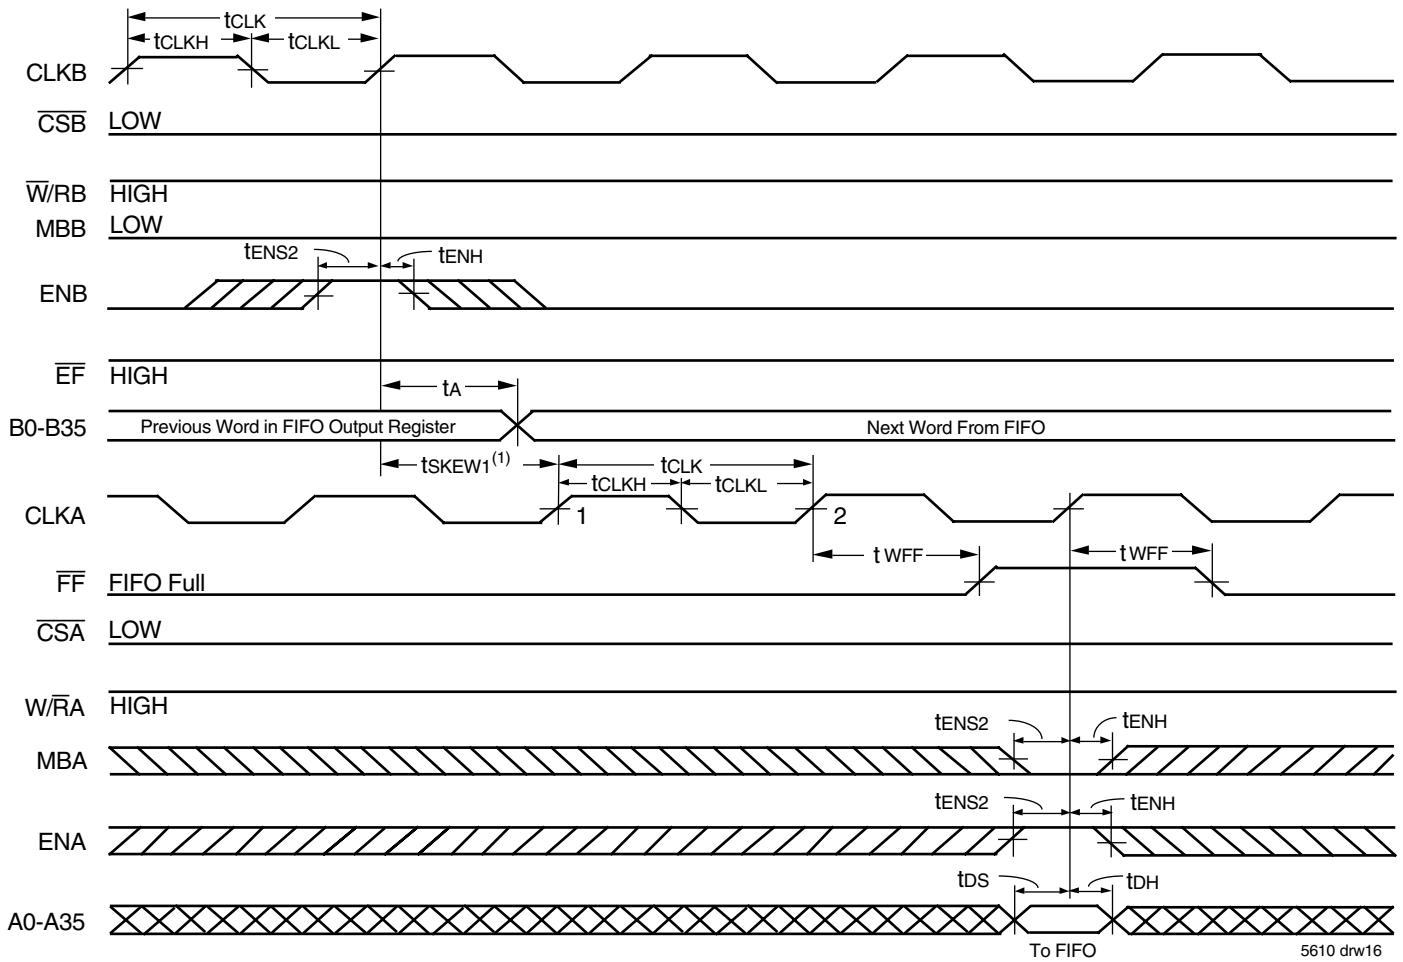 tCLK
tCLKH tCLKL
CLKB
CSB LOW
W/RB HIGH
MBB LOW
tENS2 tENH
ENB
EF HIGH
tA
B0-B35 Previous Word in FIFO Output Register Next Word From FIFO
tSKEW1(1) tCLK
tCLKH tCLKL
CLKA 1 2
tWFF tWFF
FF FIFO Full
CSA LOW
W/RA HIGH
tENS2 tENH
MBA
tENS2 tENH
ENA
tDS tDH
A0-A35
To FIFO 5610 drw16